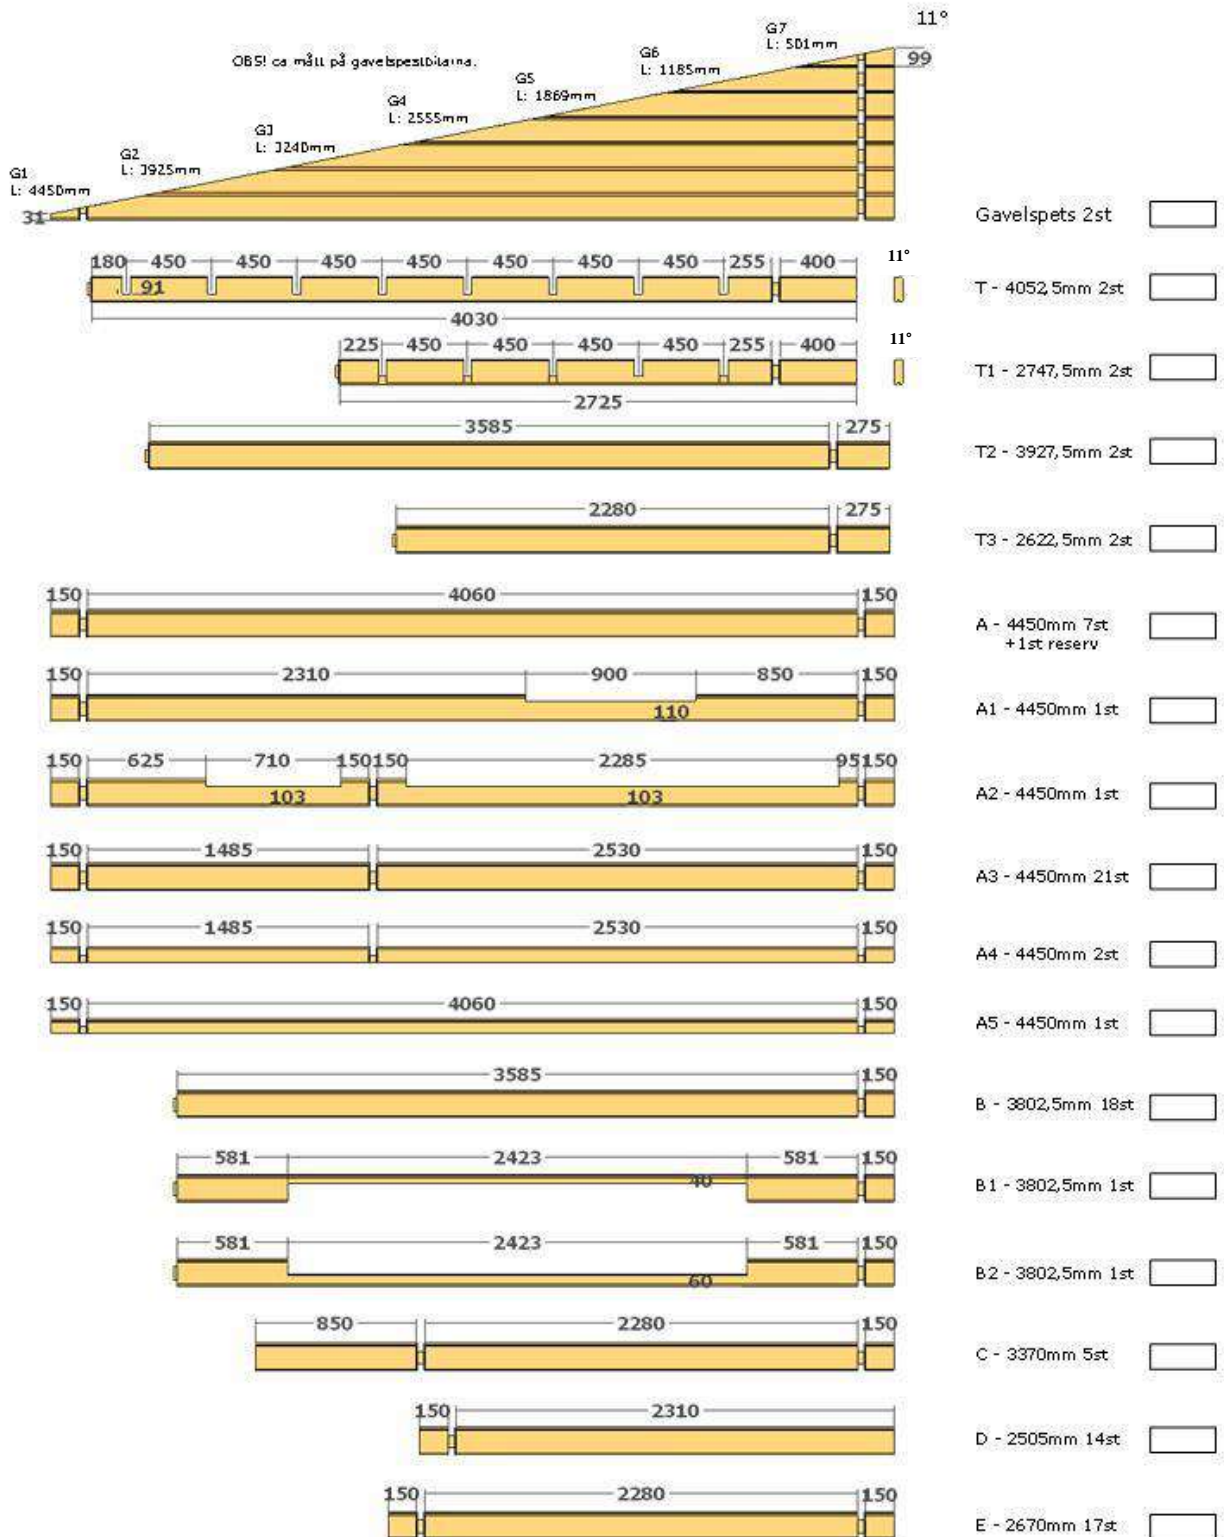 11°
G7
L: 501mm
99
G6
L: 1185mm
OBS! ca mått på gavelspestbitarna.
G5
L: 1869mm
G4
L: 2555mm
G3
L: 3240mm
G2
L: 3925mm
G1
L: 4450mm
31
Gavelspets 2st
180 450 450 450 450 450 450 450 255 400
11°
91
T - 4052,5mm 2st
4030
225 450 450 450 450 255 400
11°
T1 - 2747,5mm 2st
2725
3585 275
T2 - 3927,5mm 2st
2280 275
T3 - 2622,5mm 2st
150 4060 150
A - 4450mm 7st
+1st reserv
150 2310 900 850 150
110
A1 - 4450mm 1st
150 625 710 150 150 2285 95 150
103 103
A2 - 4450mm 1st
150 1485 2530 150
A3 - 4450mm 21st
150 1485 2530 150
A4 - 4450mm 2st
150 4060 150
A5 - 4450mm 1st
3585 150
B - 3802,5mm 18st
581 2423 581 150
40
B1 - 3802,5mm 1st
581 2423 581 150
60
B2 - 3802,5mm 1st
850 2280 150
C - 3370mm 5st
150 2310
D - 2505mm 14st
150 2280 150
E - 2670mm 17st